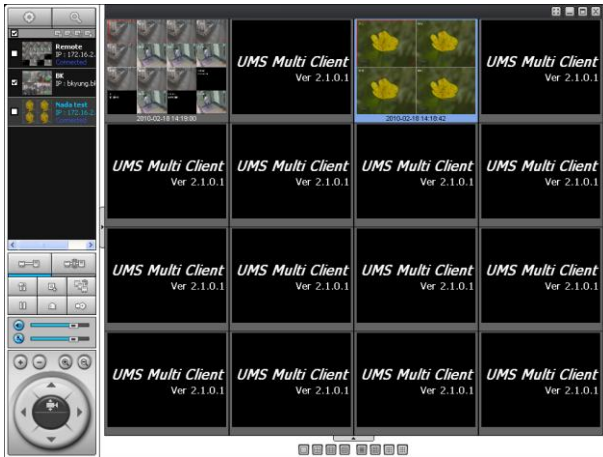 Remote
IP : 172.16.2.
Connected
BK
IP : bkyung.bl
Nada test
IP : 172.16.2.
Connected
2010-02-18 14:19:00
UMS Multi Client
Ver 2.1.0.1
2010-02-18 14:18:42
UMS Multi Client
Ver 2.1.0.1
UMS Multi Client
Ver 2.1.0.1
UMS Multi Client
Ver 2.1.0.1
UMS Multi Client
Ver 2.1.0.1
UMS Multi Client
Ver 2.1.0.1
UMS Multi Client
Ver 2.1.0.1
UMS Multi Client
Ver 2.1.0.1
UMS Multi Client
Ver 2.1.0.1
UMS Multi Client
Ver 2.1.0.1
UMS Multi Client
Ver 2.1.0.1
UMS Multi Client
Ver 2.1.0.1
UMS Multi Client
Ver 2.1.0.1
UMS Multi Client
Ver 2.1.0.1